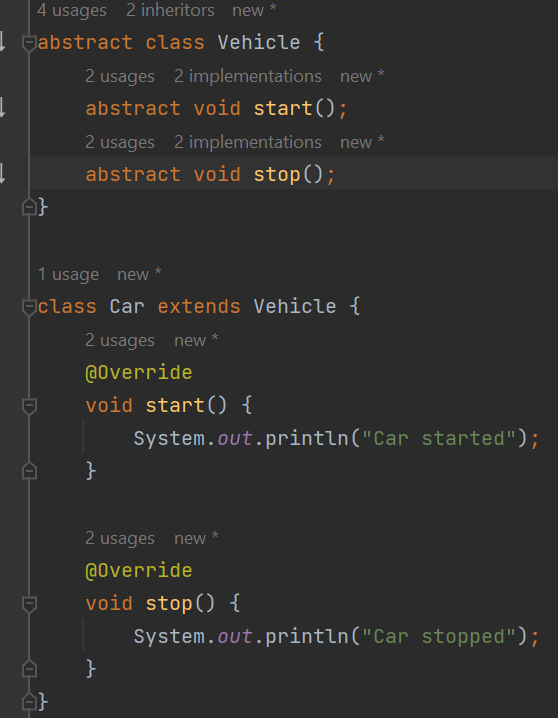 4 usages   2 inheritors   new *
abstract class Vehicle {
2 usages   2 implementations   new *
abstract void start();
2 usages   2 implementations   new *
abstract void stop();
}
1 usage   new *
class Car extends Vehicle {
2 usages   new *
@Override
void start() {
System.out.println("Car started");
}
2 usages   new *
@Override
void stop() {
System.out.println("Car stopped");
}
}